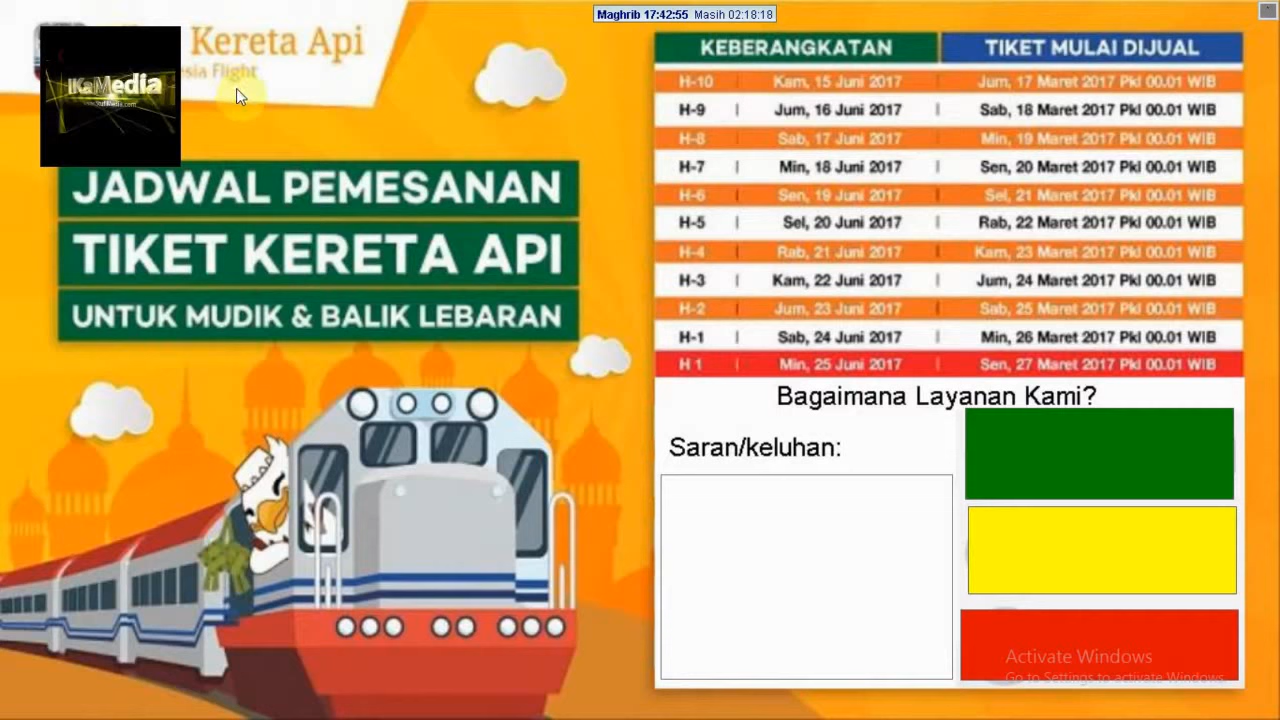 Maghrib 17:42:55 Masih 02:18:18
Kereta Api
esia Flight
IKaMedia
JADWAL PEMESANAN
TIKET KERETA API
UNTUK MUDIK & BALIK LEBARAN
KEBERANGKATAN TIKET MULAI DIJUAL
H-10 | Kam, 15 Juni 2017 | Jum, 17 Maret 2017 Pkl 00.01 WIB
H-9 | Jum, 16 Juni 2017 | Sab, 18 Maret 2017 Pkl 00.01 WIB
H-8 | Sab, 17 Juni 2017 | Min, 19 Maret 2017 Pkl 00.01 WIB
H-7 | Min, 18 Juni 2017 | Sen, 20 Maret 2017 Pkl 00.01 WIB
H-6 | Sen, 19 Juni 2017 | Sel, 21 Maret 2017 Pkl 00.01 WIB
H-5 | Sel, 20 Juni 2017 | Rab, 22 Maret 2017 Pkl 00.01 WIB
H-4 | Rab, 21 Juni 2017 | Kam, 23 Maret 2017 Pkl 00.01 WIB
H-3 | Kam, 22 Juni 2017 | Jum, 24 Maret 2017 Pkl 00.01 WIB
H-2 | Jum, 23 Juni 2017 | Sab, 25 Maret 2017 Pkl 00.01 WIB
H-1 | Sab, 24 Juni 2017 | Min, 26 Maret 2017 Pkl 00.01 WIB
H 1 | Min, 25 Juni 2017 | Sen, 27 Maret 2017 Pkl 00.01 WIB
Bagaimana Layanan Kami?
Saran/keluhan:
Activate Windows
Go to Settings to activate Windows.